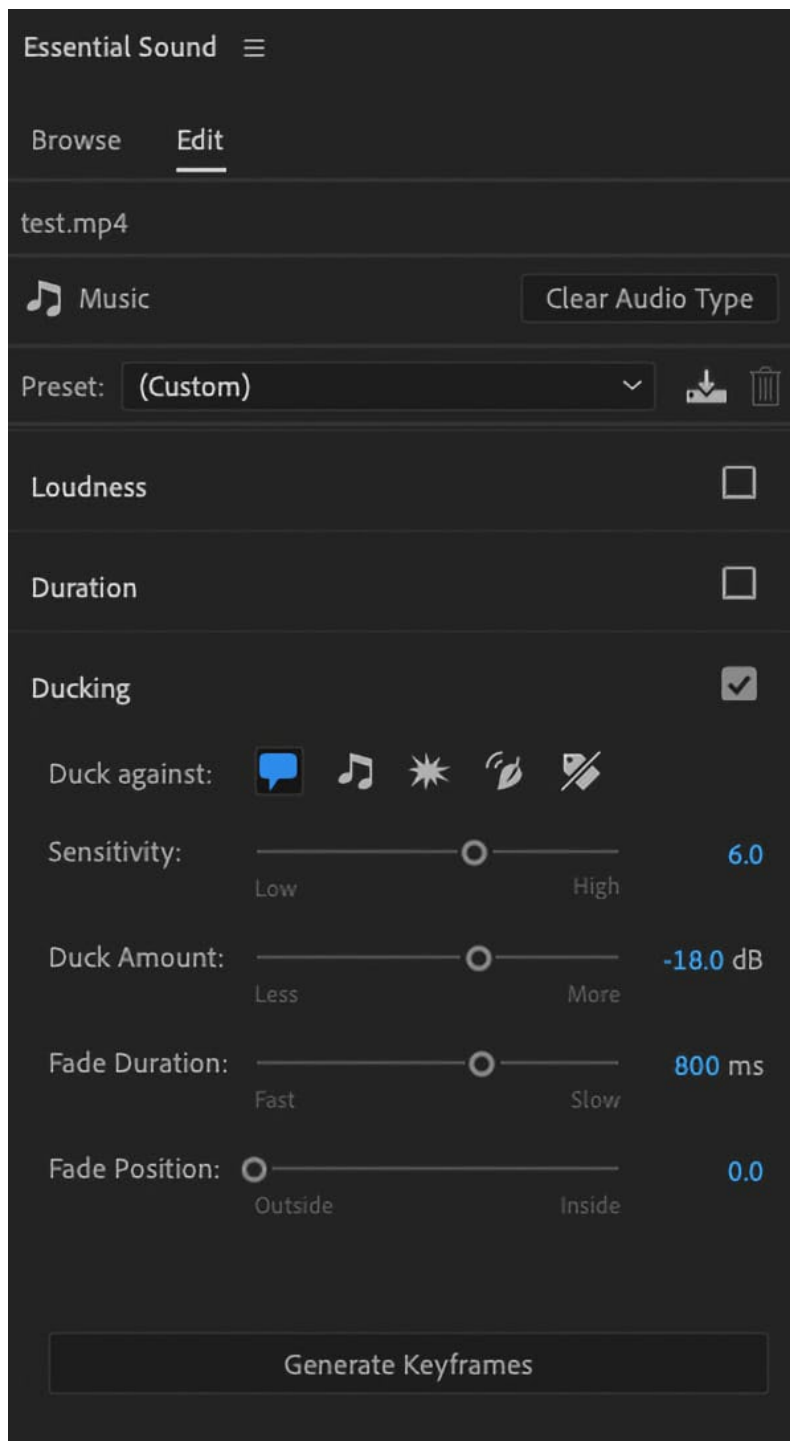 Essential Sound
Browse Edit
test.mp4
Music Clear Audio Type
Preset: (Custom)
Loudness
Duration
Ducking
Duck against:
Sensitivity: 6.0
Low High
Duck Amount: -18.0 dB
Less More
Fade Duration: 800 ms
Fast Slow
Fade Position: 0.0
Outside Inside
Generate Keyframes